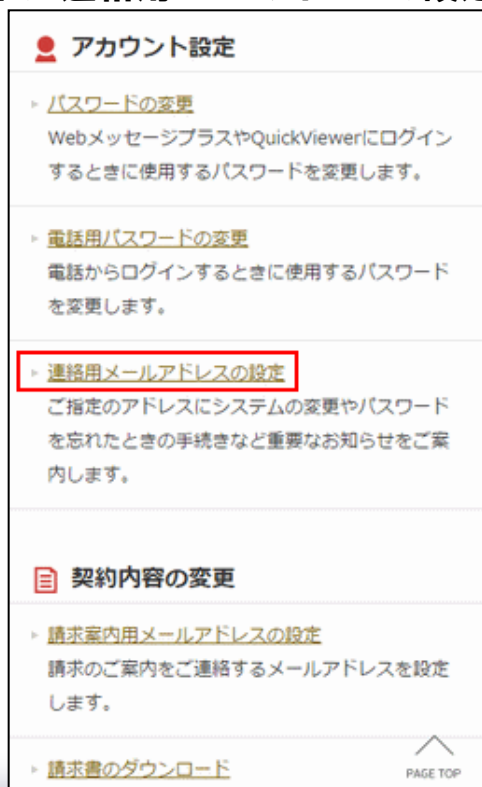 アカウント設定
パスワードの変更
WebメッセージプラスやQuickViewerにログイン
するときに使用するパスワードを変更します。
電話用パスワードの変更
電話からログインするときに使用するパスワード
を変更します。
連絡用メールアドレスの設定
ご指定のアドレスにシステムの変更やパスワード
を忘れたときの手続きなど重要なお知らせをご案
内します。
契約内容の変更
請求案内用メールアドレスの設定
請求のご案内をご連絡するメールアドレスを設定
します。
請求書のダウンロード
PAGE TOP